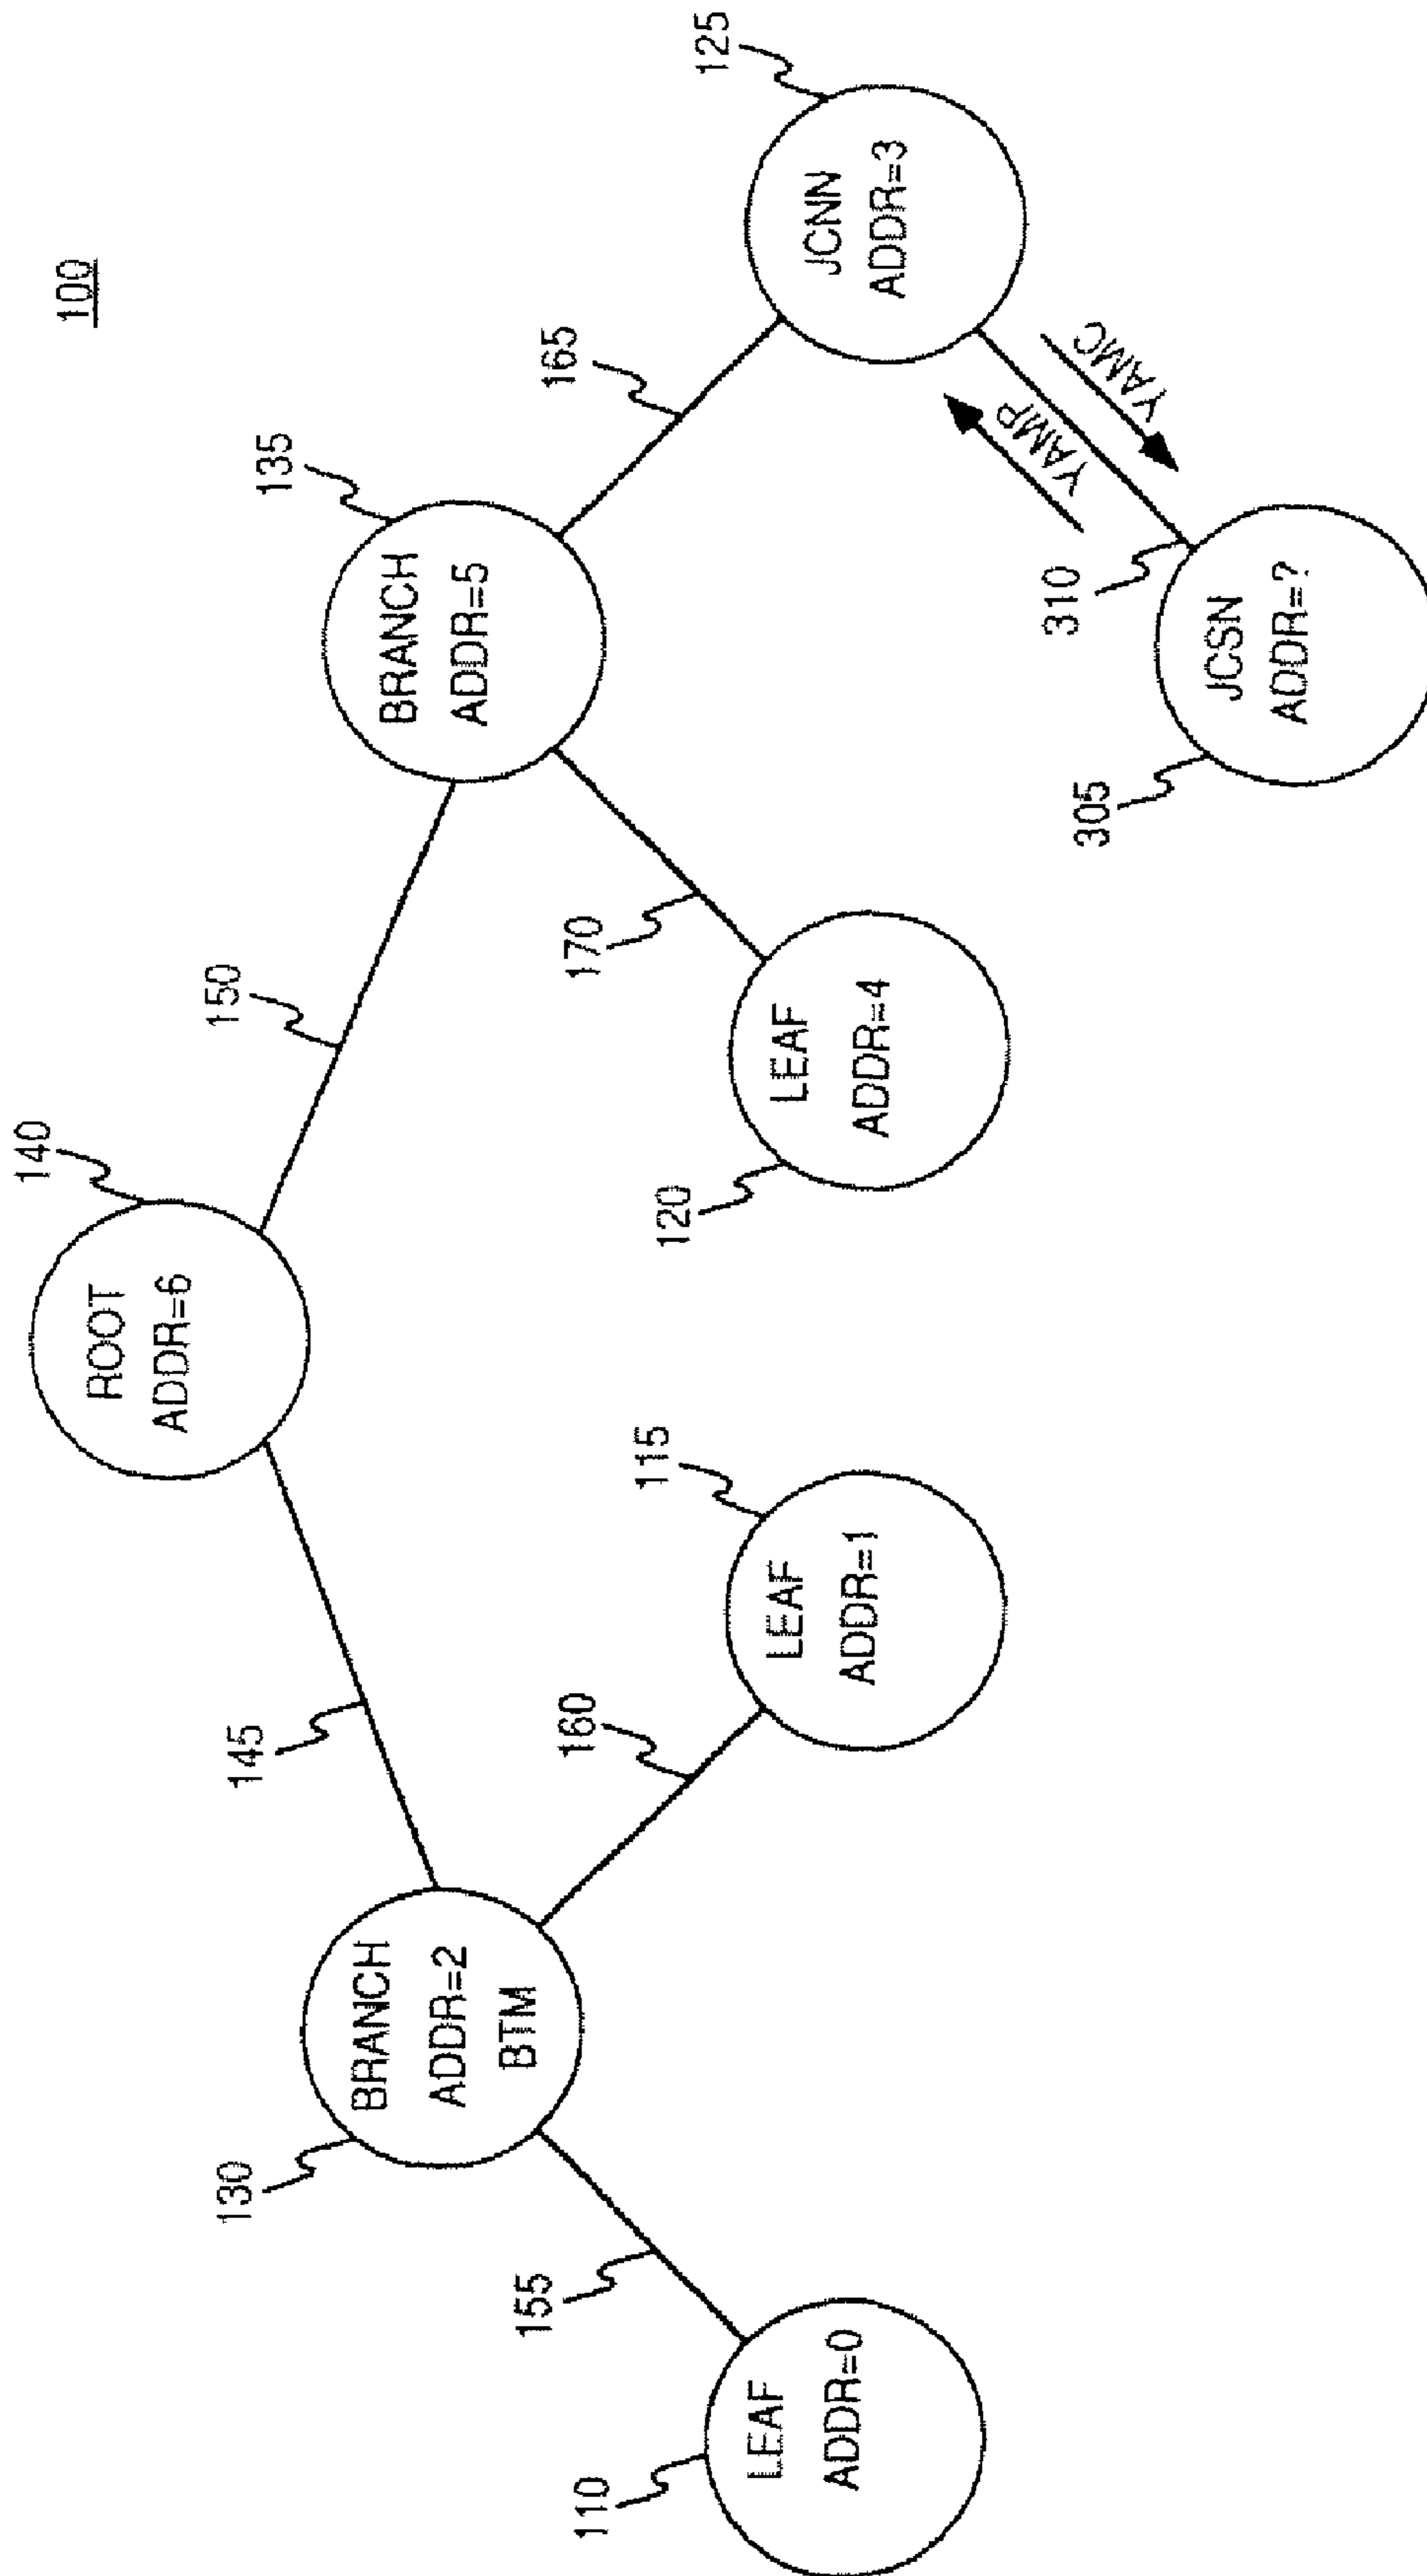 100
140
ROOT
ADDR=6
145
150
130
BRANCH
ADDR=2
BTM
135
BRANCH
ADDR=5
155
160
170
165
110
LEAF
ADDR=0
115
LEAF
ADDR=1
120
LEAF
ADDR=4
125
JCNN
ADDR=3
YAMP
YAMC
310
305
JCSN
ADDR=?